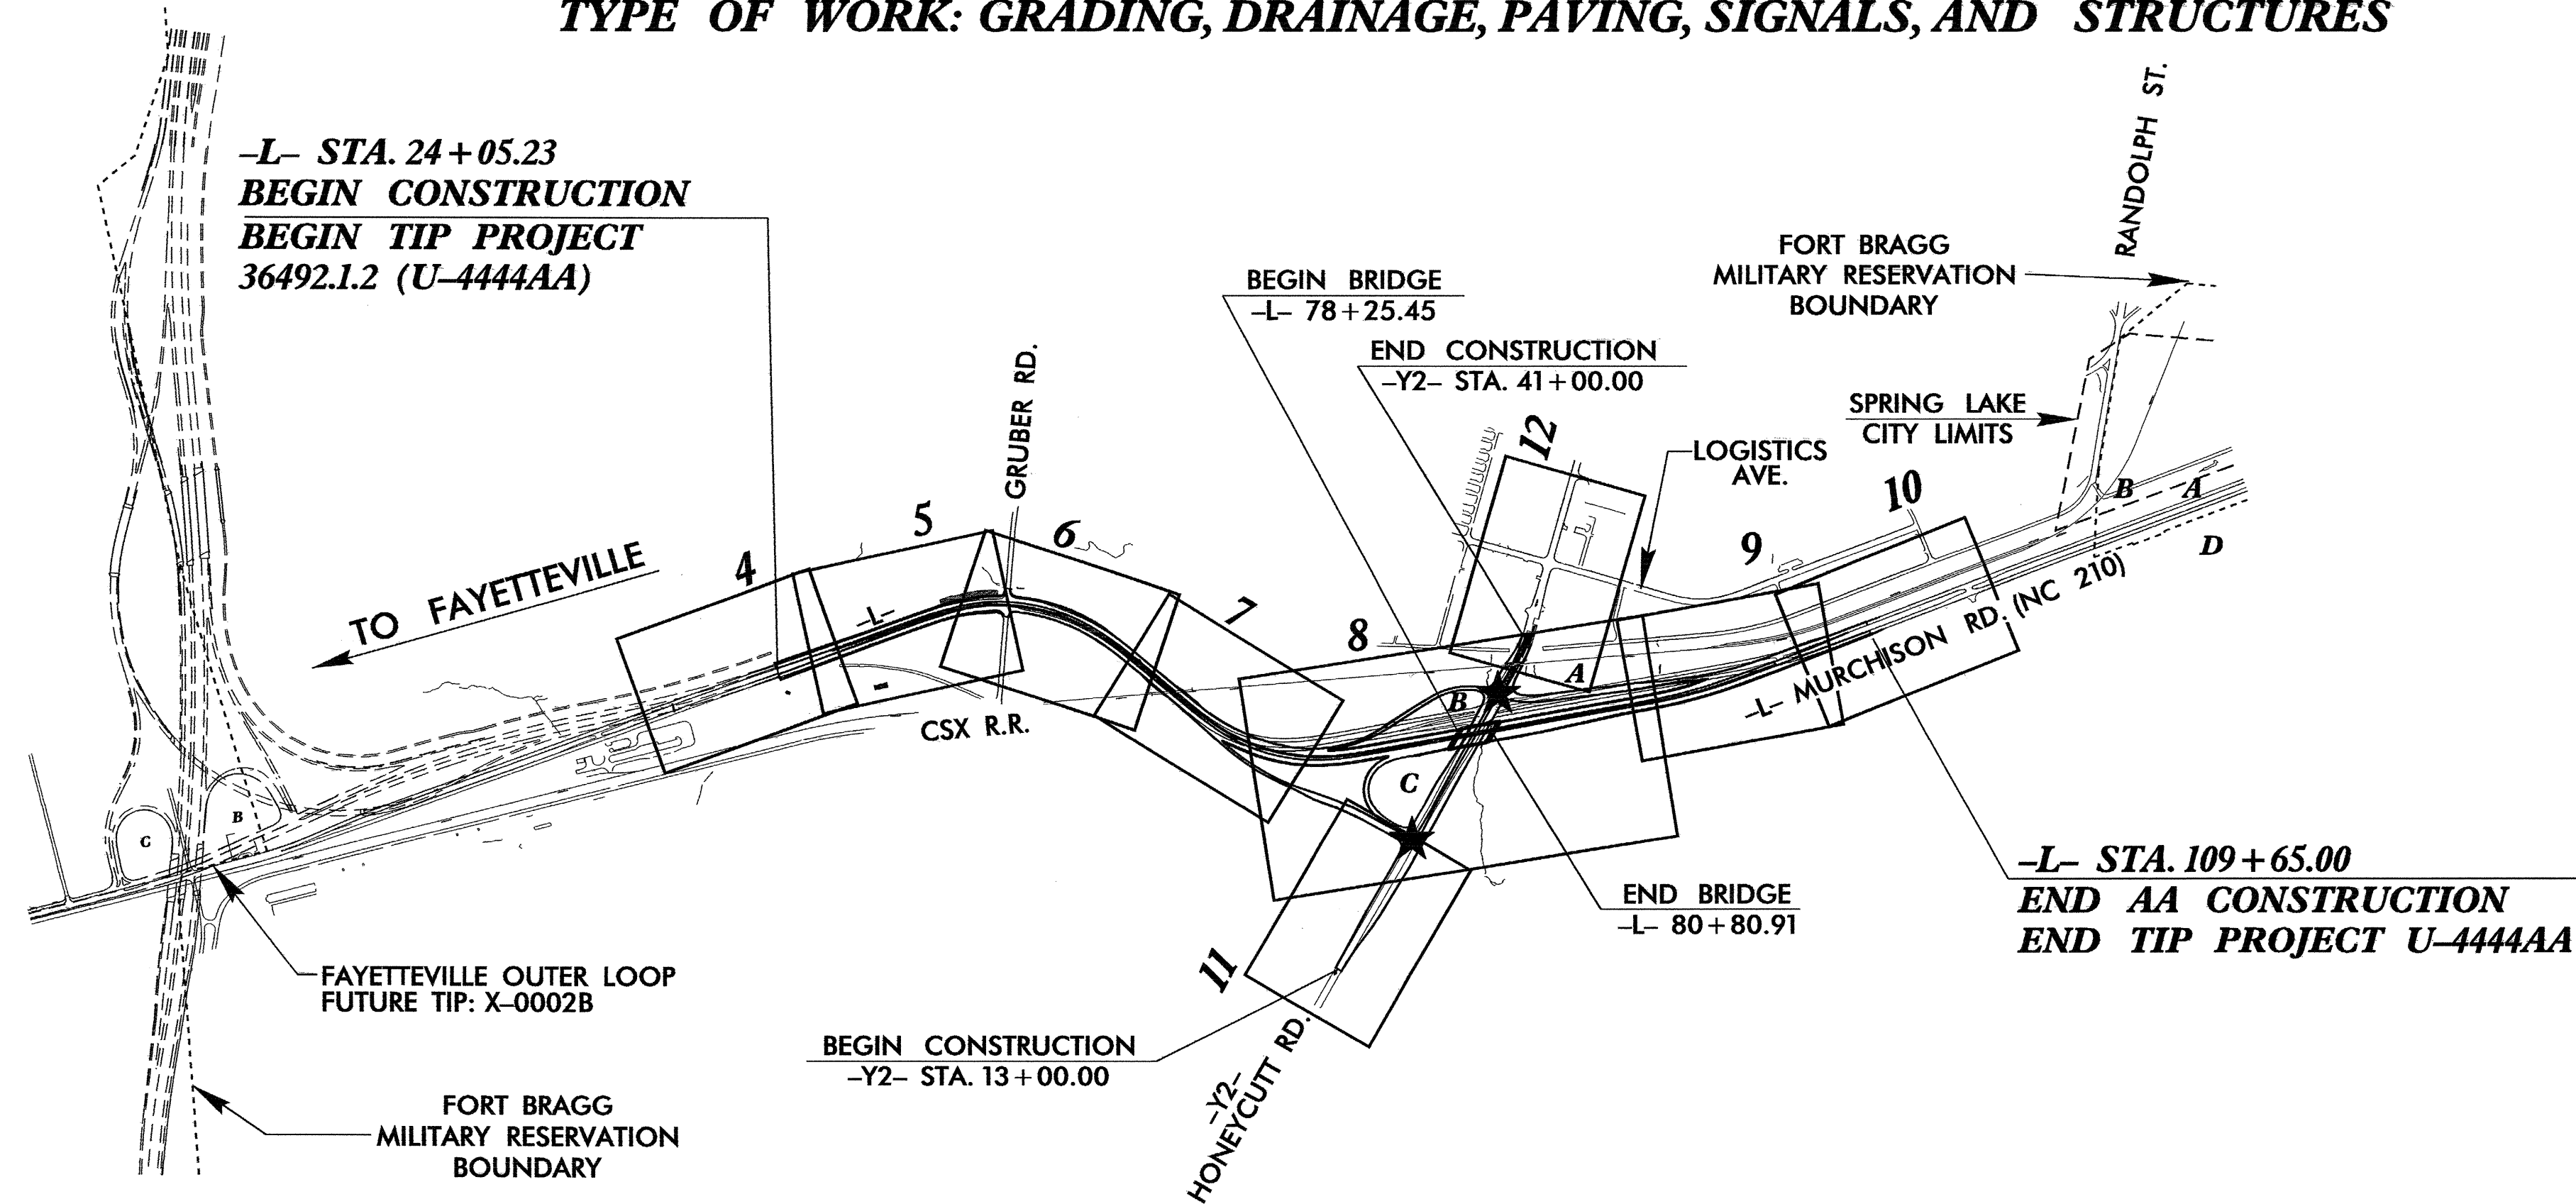 TYPE OF WORK: GRADING, DRAINAGE, PAVING, SIGNALS, AND STRUCTURES
–L– STA. 24+05.23
BEGIN CONSTRUCTION
BEGIN TIP PROJECT
36492.1.2 (U–4444AA)
RANDOLPH ST.
FORT BRAGG
MILITARY RESERVATION
BOUNDARY
BEGIN BRIDGE
–L– 78+25.45
END CONSTRUCTION
–Y2– STA. 41+00.00
SPRING LAKE
CITY LIMITS
GRUBER RD.
LOGISTICS
AVE.
TO FAYETTEVILLE
4
5
6
7
8
12
9
10
–L–
B
A
D
A
B
C
CSX R.R.
–L– MURCHISON RD. (NC 210)
C
B
–L– STA. 109+65.00
END AA CONSTRUCTION
END TIP PROJECT U–4444AA
END BRIDGE
–L– 80+80.91
11
FAYETTEVILLE OUTER LOOP
FUTURE TIP: X–0002B
BEGIN CONSTRUCTION
–Y2– STA. 13+00.00
–Y2–
HONEYCUTT RD.
FORT BRAGG
MILITARY RESERVATION
BOUNDARY